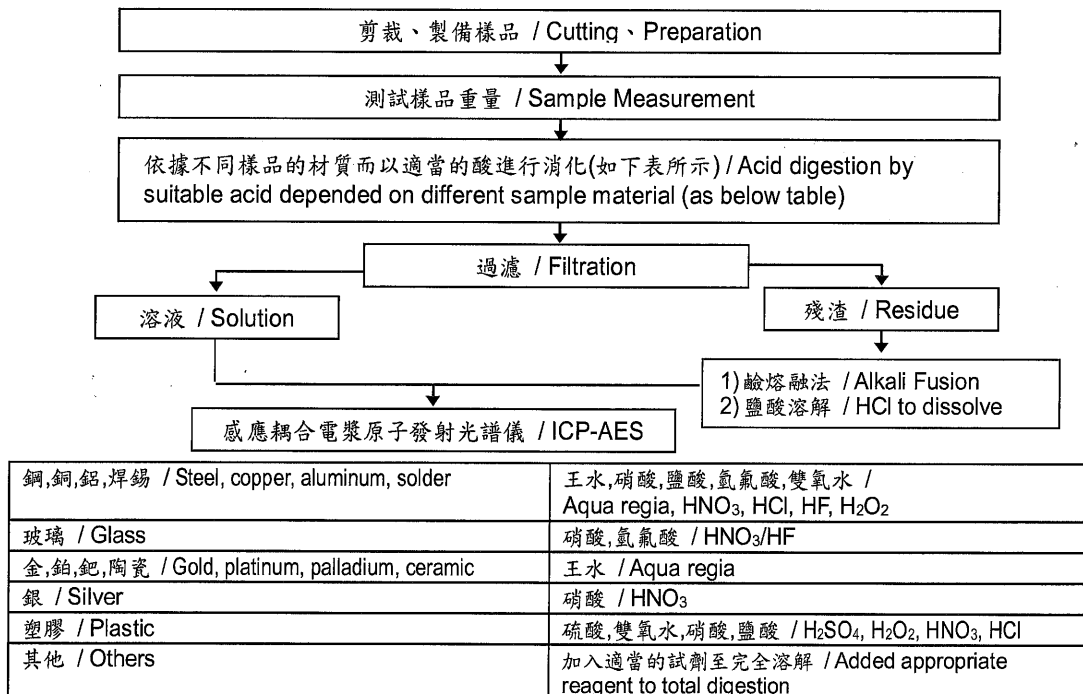 剪裁、製備樣品 / Cutting、Preparation
測試樣品重量 / Sample Measurement
依據不同樣品的材質而以適當的酸進行消化(如下表所示) / Acid digestion by
suitable acid depended on different sample material (as below table)
過濾 / Filtration
溶液 / Solution
殘渣 / Residue
1) 鹼熔融法 / Alkali Fusion
2) 鹽酸溶解 / HCl to dissolve
感應耦合電漿原子發射光譜儀 / ICP-AES
鋼,銅,鋁,焊錫 / Steel, copper, aluminum, solder
王水,硝酸,鹽酸,氫氟酸,雙氧水 /
Aqua regia, HNO₃, HCl, HF, H₂O₂
玻璃 / Glass
硝酸,氫氟酸 / HNO₃/HF
金,鉑,鈀,陶瓷 / Gold, platinum, palladium, ceramic
王水 / Aqua regia
銀 / Silver
硝酸 / HNO₃
塑膠 / Plastic
硫酸,雙氧水,硝酸,鹽酸 / H₂SO₄, H₂O₂, HNO₃, HCl
其他 / Others
加入適當的試劑至完全溶解 / Added appropriate
reagent to total digestion